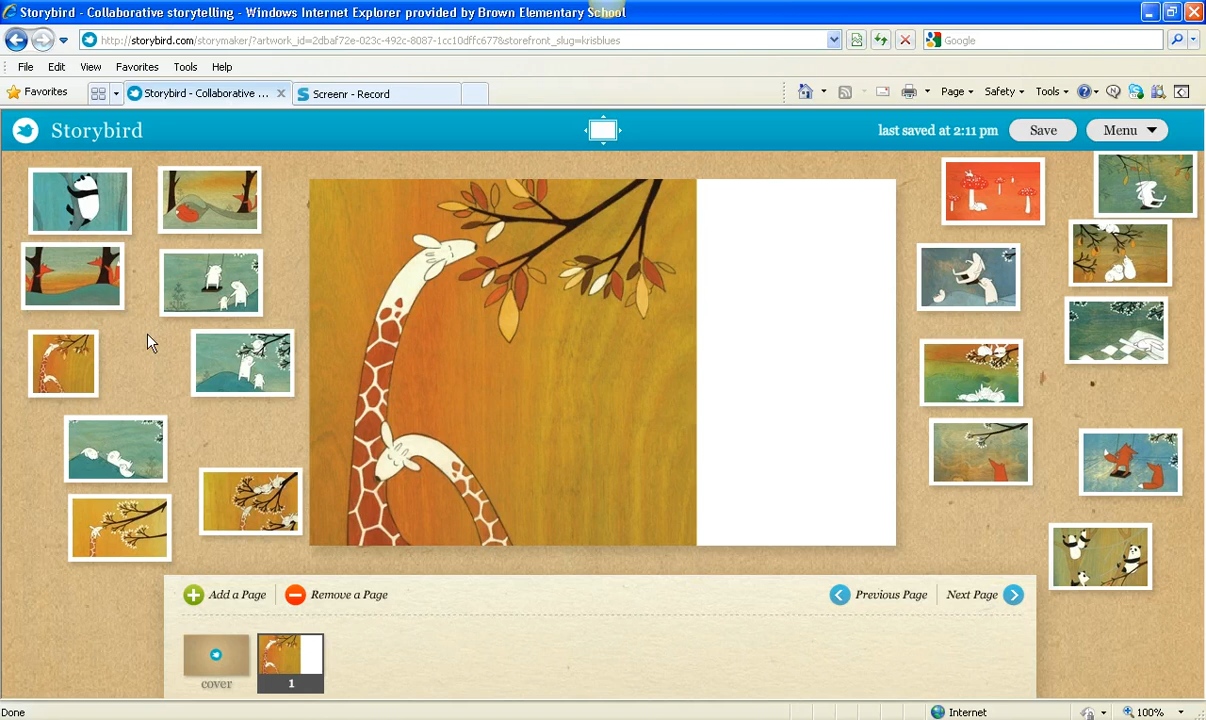 Storybird - Collaborative storytelling - Windows Internet Explorer provided by Brown Elementary School
http://storybird.com/storymaker/?artwork_id=2dbaf72e-023c-492c-8087-1cc10dffc677&storefront_slug=krisblues
Google
File Edit View Favorites Tools Help
Favorites
Storybird - Collaborative ...
Screenr - Record
Page Safety Tools
Storybird
last saved at 2:11 pm
Save
Menu
Add a Page
Remove a Page
Previous Page
Next Page
cover
1
Done
Internet
100%